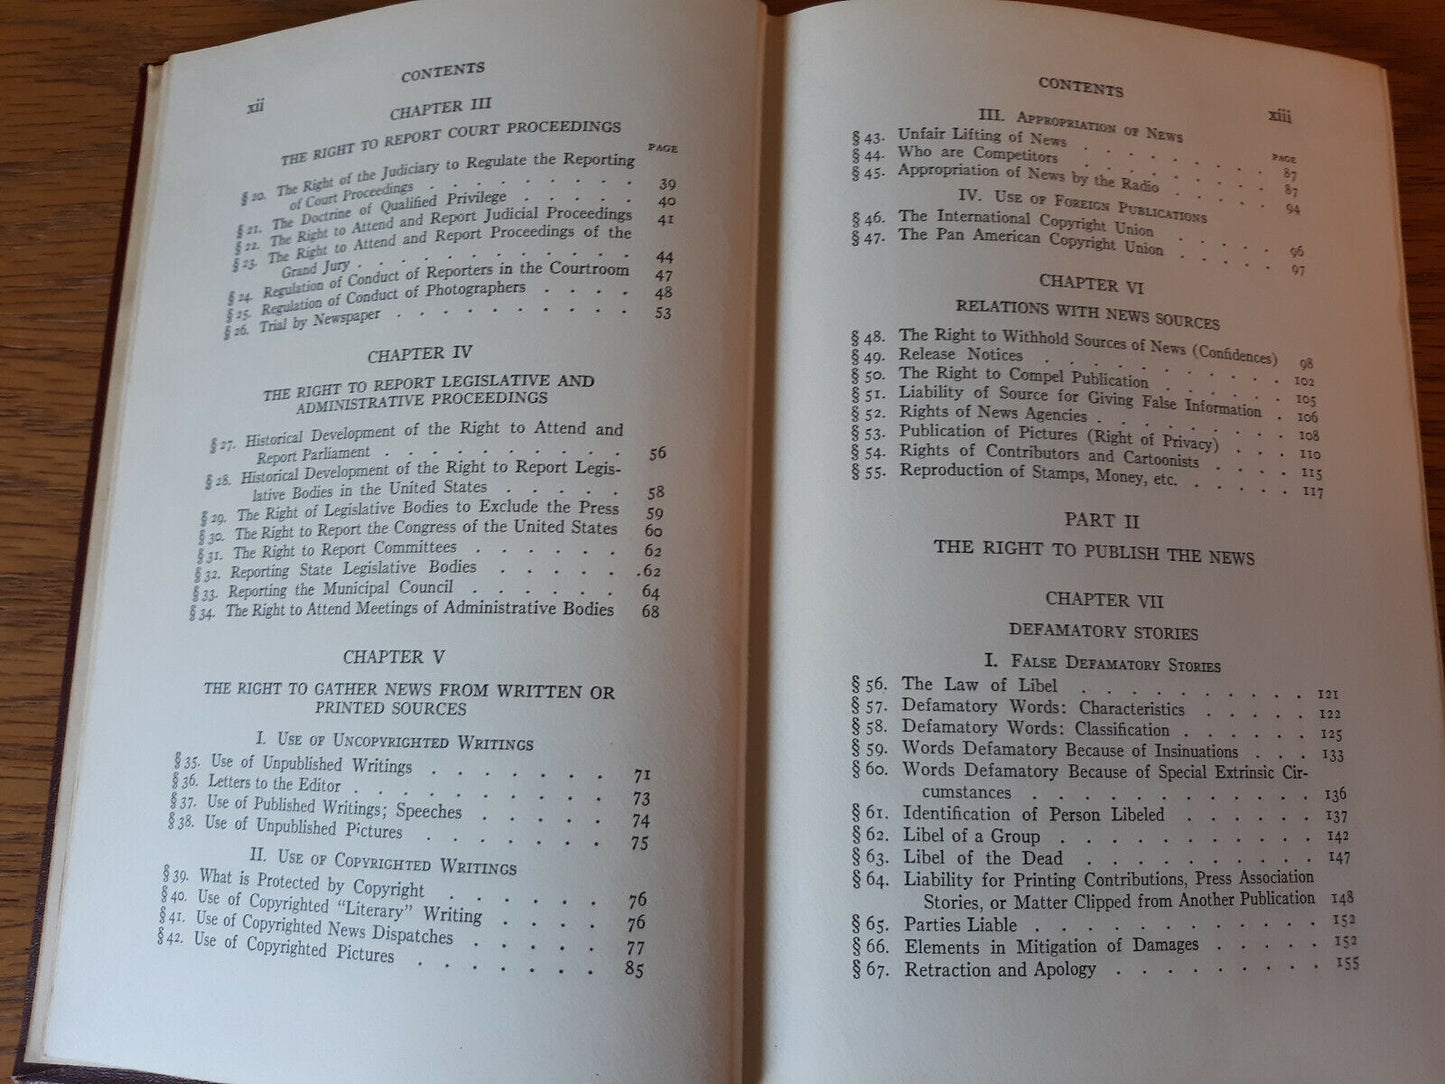 CONTENTS
xii
CHAPTER III
THE RIGHT TO REPORT COURT PROCEEDINGS
PAGE
§ 20. The Right of the Judiciary to Regulate the Reporting
of Court Proceedings . . . . . . . . . 39
§ 21. The Doctrine of Qualified Privilege . . . . . 40
§ 22. The Right to Attend and Report Judicial Proceedings 41
§ 23. The Right to Attend and Report Proceedings of the
Grand Jury . . . . . . . . . . . . 44
§ 24. Regulation of Conduct of Reporters in the Courtroom 47
§ 25. Regulation of Conduct of Photographers . . . . 48
§ 26. Trial by Newspaper . . . . . . . . . . 53
CHAPTER IV
THE RIGHT TO REPORT LEGISLATIVE AND
ADMINISTRATIVE PROCEEDINGS
§ 27. Historical Development of the Right to Attend and
Report Parliament . . . . . . . . . . 56
§ 28. Historical Development of the Right to Report Legis-
lative Bodies in the United States . . . . . 58
§ 29. The Right of Legislative Bodies to Exclude the Press 59
§ 30. The Right to Report the Congress of the United States 60
§ 31. The Right to Report Committees . . . . . . 62
§ 32. Reporting State Legislative Bodies . . . . . .62
§ 33. Reporting the Municipal Council . . . . . . 64
§ 34. The Right to Attend Meetings of Administrative Bodies 68
CHAPTER V
THE RIGHT TO GATHER NEWS FROM WRITTEN OR
PRINTED SOURCES
I. USE OF UNCOPYRIGHTED WRITINGS
§ 35. Use of Unpublished Writings . . . . . . . 71
§ 36. Letters to the Editor . . . . . . . . . 73
§ 37. Use of Published Writings; Speeches . . . . . 74
§ 38. Use of Unpublished Pictures . . . . . . . 75
II. USE OF COPYRIGHTED WRITINGS
§ 39. What is Protected by Copyright . . . . . . 76
§ 40. Use of Copyrighted "Literary" Writing . . . . 76
§ 41. Use of Copyrighted News Dispatches . . . . . 77
§ 42. Use of Copyrighted Pictures . . . . . . . 85
CONTENTS
xiii
III. APPROPRIATION OF NEWS
PAGE
§ 43. Unfair Lifting of News . . . . . . . . . 87
§ 44. Who are Competitors . . . . . . . . . 87
§ 45. Appropriation of News by the Radio . . . . . 94
IV. USE OF FOREIGN PUBLICATIONS
§ 46. The International Copyright Union . . . . . 96
§ 47. The Pan American Copyright Union . . . . . 97
CHAPTER VI
RELATIONS WITH NEWS SOURCES
§ 48. The Right to Withhold Sources of News (Confidences) 98
§ 49. Release Notices . . . . . . . . . . 102
§ 50. The Right to Compel Publication . . . . . . 105
§ 51. Liability of Source for Giving False Information . 106
§ 52. Rights of News Agencies . . . . . . . . 108
§ 53. Publication of Pictures (Right of Privacy) . . . 110
§ 54. Rights of Contributors and Cartoonists . . . . 115
§ 55. Reproduction of Stamps, Money, etc. . . . . . 117
PART II
THE RIGHT TO PUBLISH THE NEWS
CHAPTER VII
DEFAMATORY STORIES
I. FALSE DEFAMATORY STORIES
§ 56. The Law of Libel . . . . . . . . . . 121
§ 57. Defamatory Words: Characteristics . . . . . 122
§ 58. Defamatory Words: Classification . . . . . . 125
§ 59. Words Defamatory Because of Insinuations . . . 133
§ 60. Words Defamatory Because of Special Extrinsic Cir-
cumstances . . . . . . . . . . . . 136
§ 61. Identification of Person Libeled . . . . . . 137
§ 62. Libel of a Group . . . . . . . . . . 142
§ 63. Libel of the Dead . . . . . . . . . . 147
§ 64. Liability for Printing Contributions, Press Association
Stories, or Matter Clipped from Another Publication 148
§ 65. Parties Liable . . . . . . . . . . . . 152
§ 66. Elements in Mitigation of Damages . . . . . 152
§ 67. Retraction and Apology . . . . . . . . . 155